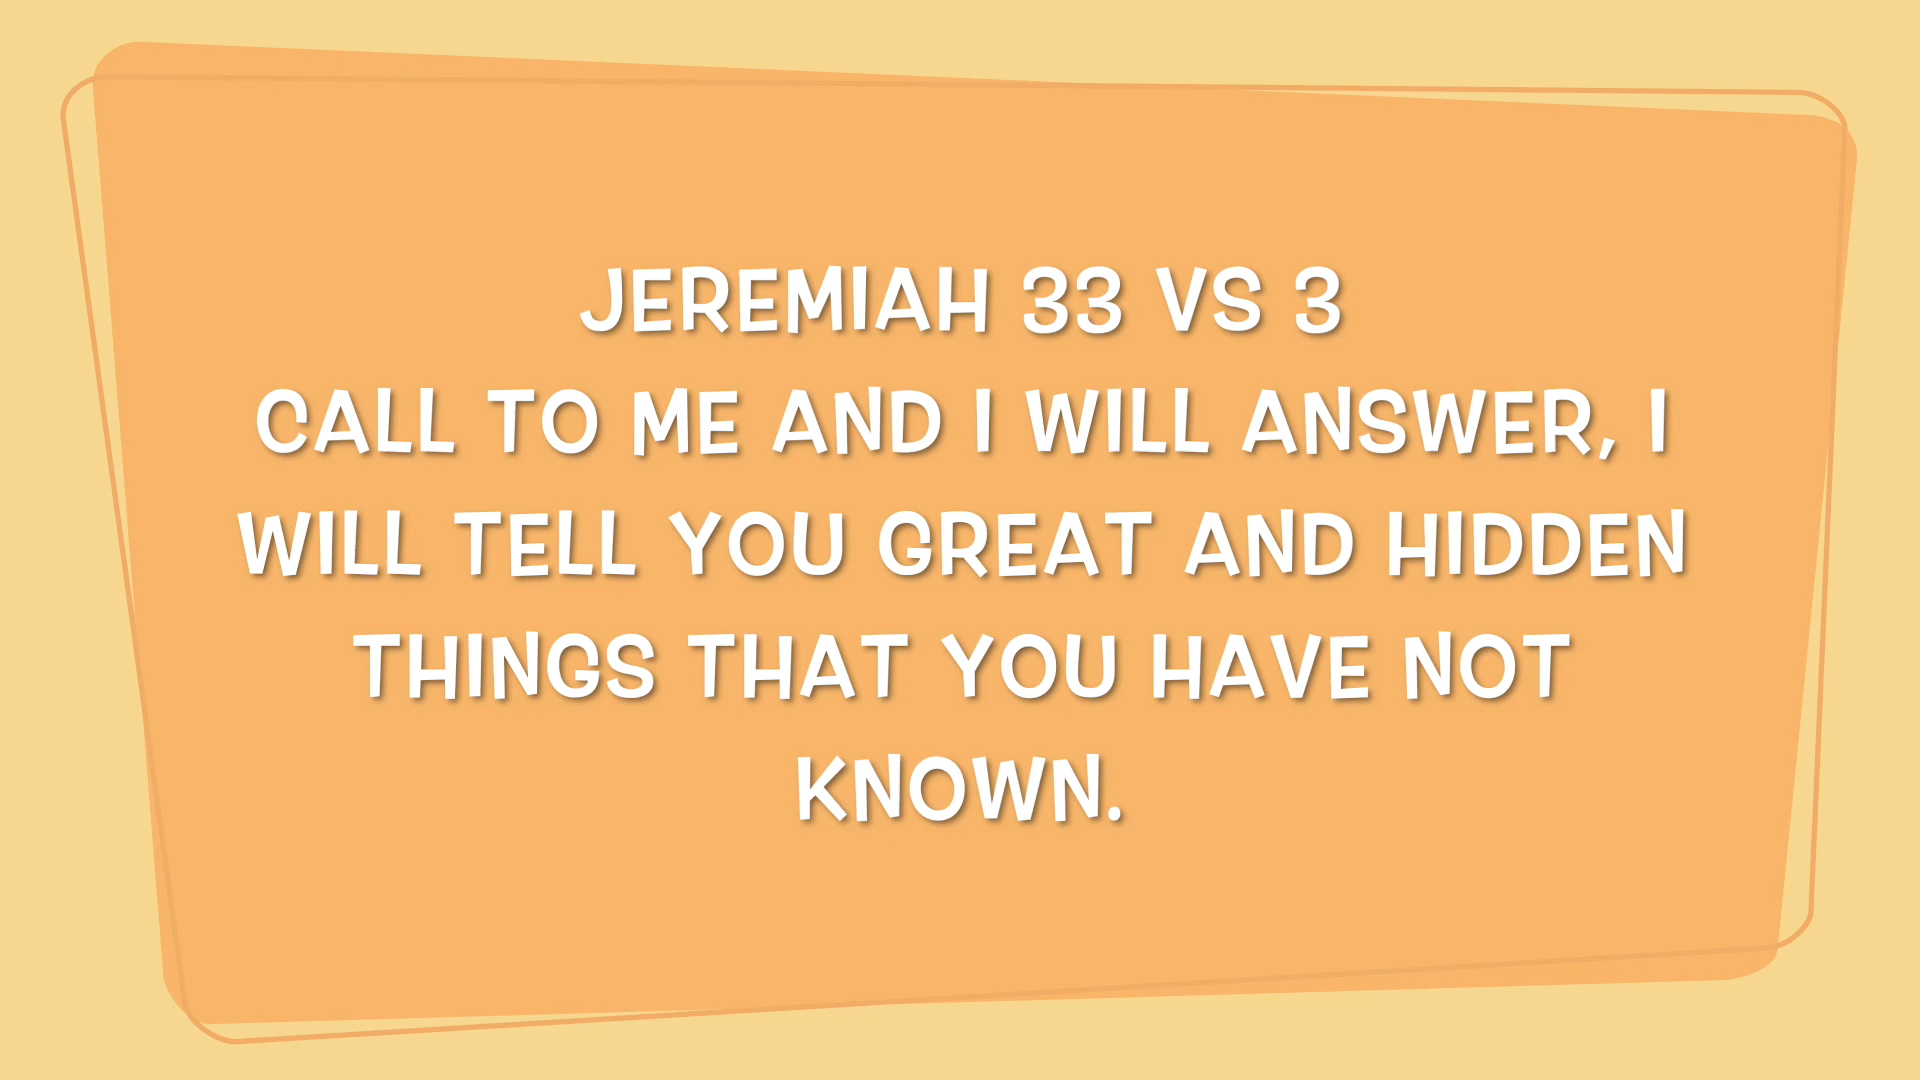 JEREMIAH 33 VS 3
CALL TO ME AND I WILL ANSWER, I
WILL TELL YOU GREAT AND HIDDEN
THINGS THAT YOU HAVE NOT
KNOWN.